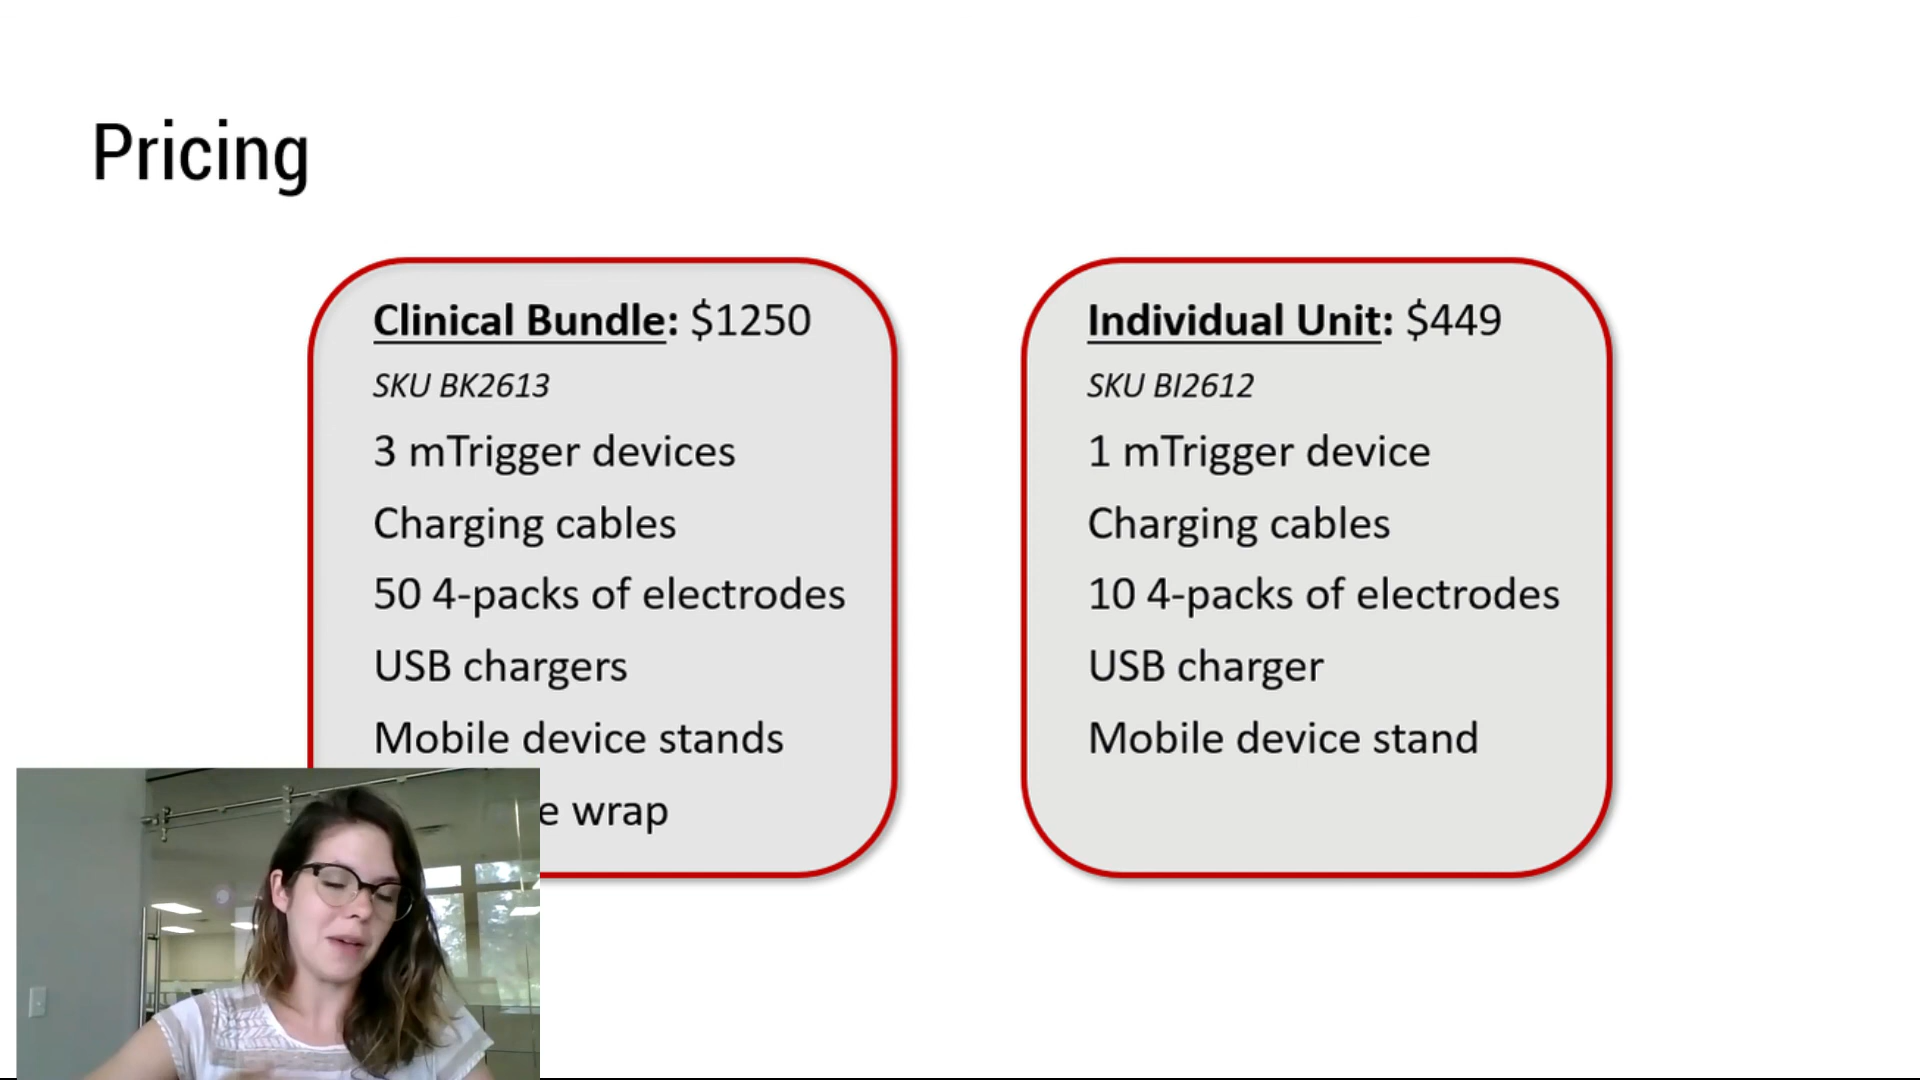 Pricing
Clinical Bundle: $1250
SKU BK2613
3 mTrigger devices
Charging cables
50 4-packs of electrodes
USB chargers
Mobile device stands
wrap
Individual Unit: $449
SKU BI2612
1 mTrigger device
Charging cables
10 4-packs of electrodes
USB charger
Mobile device stand